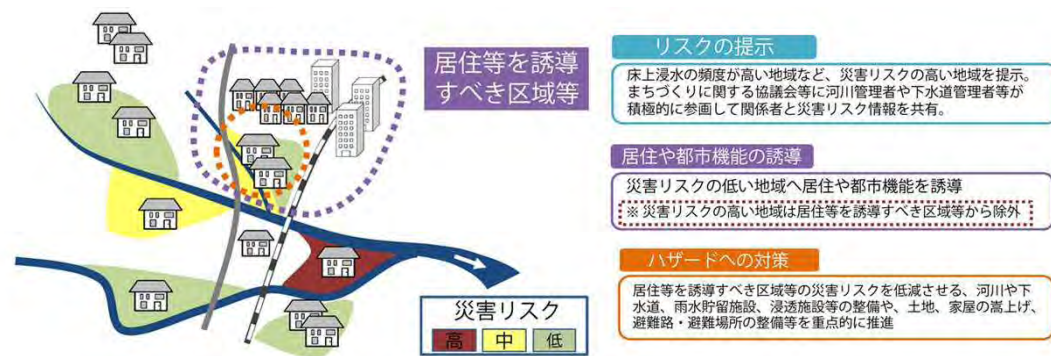 居住等を誘導
すべき区域等
災害リスク
高
中
低
リスクの提示
床上浸水の頻度が高い地域など、災害リスクの高い地域を提示。
まちづくりに関する協議会等に河川管理者や下水道管理者等が
積極的に参画して関係者と災害リスク情報を共有。
居住や都市機能の誘導
災害リスクの低い地域へ居住や都市機能を誘導
※ 災害リスクの高い地域は居住等を誘導すべき区域等から除外
ハザードへの対策
居住等を誘導すべき区域等の災害リスクを低減させる、河川や下
水道、雨水貯留施設、浸透施設等の整備や、土地、家屋の嵩上げ、
避難路・避難場所の整備等を重点的に推進